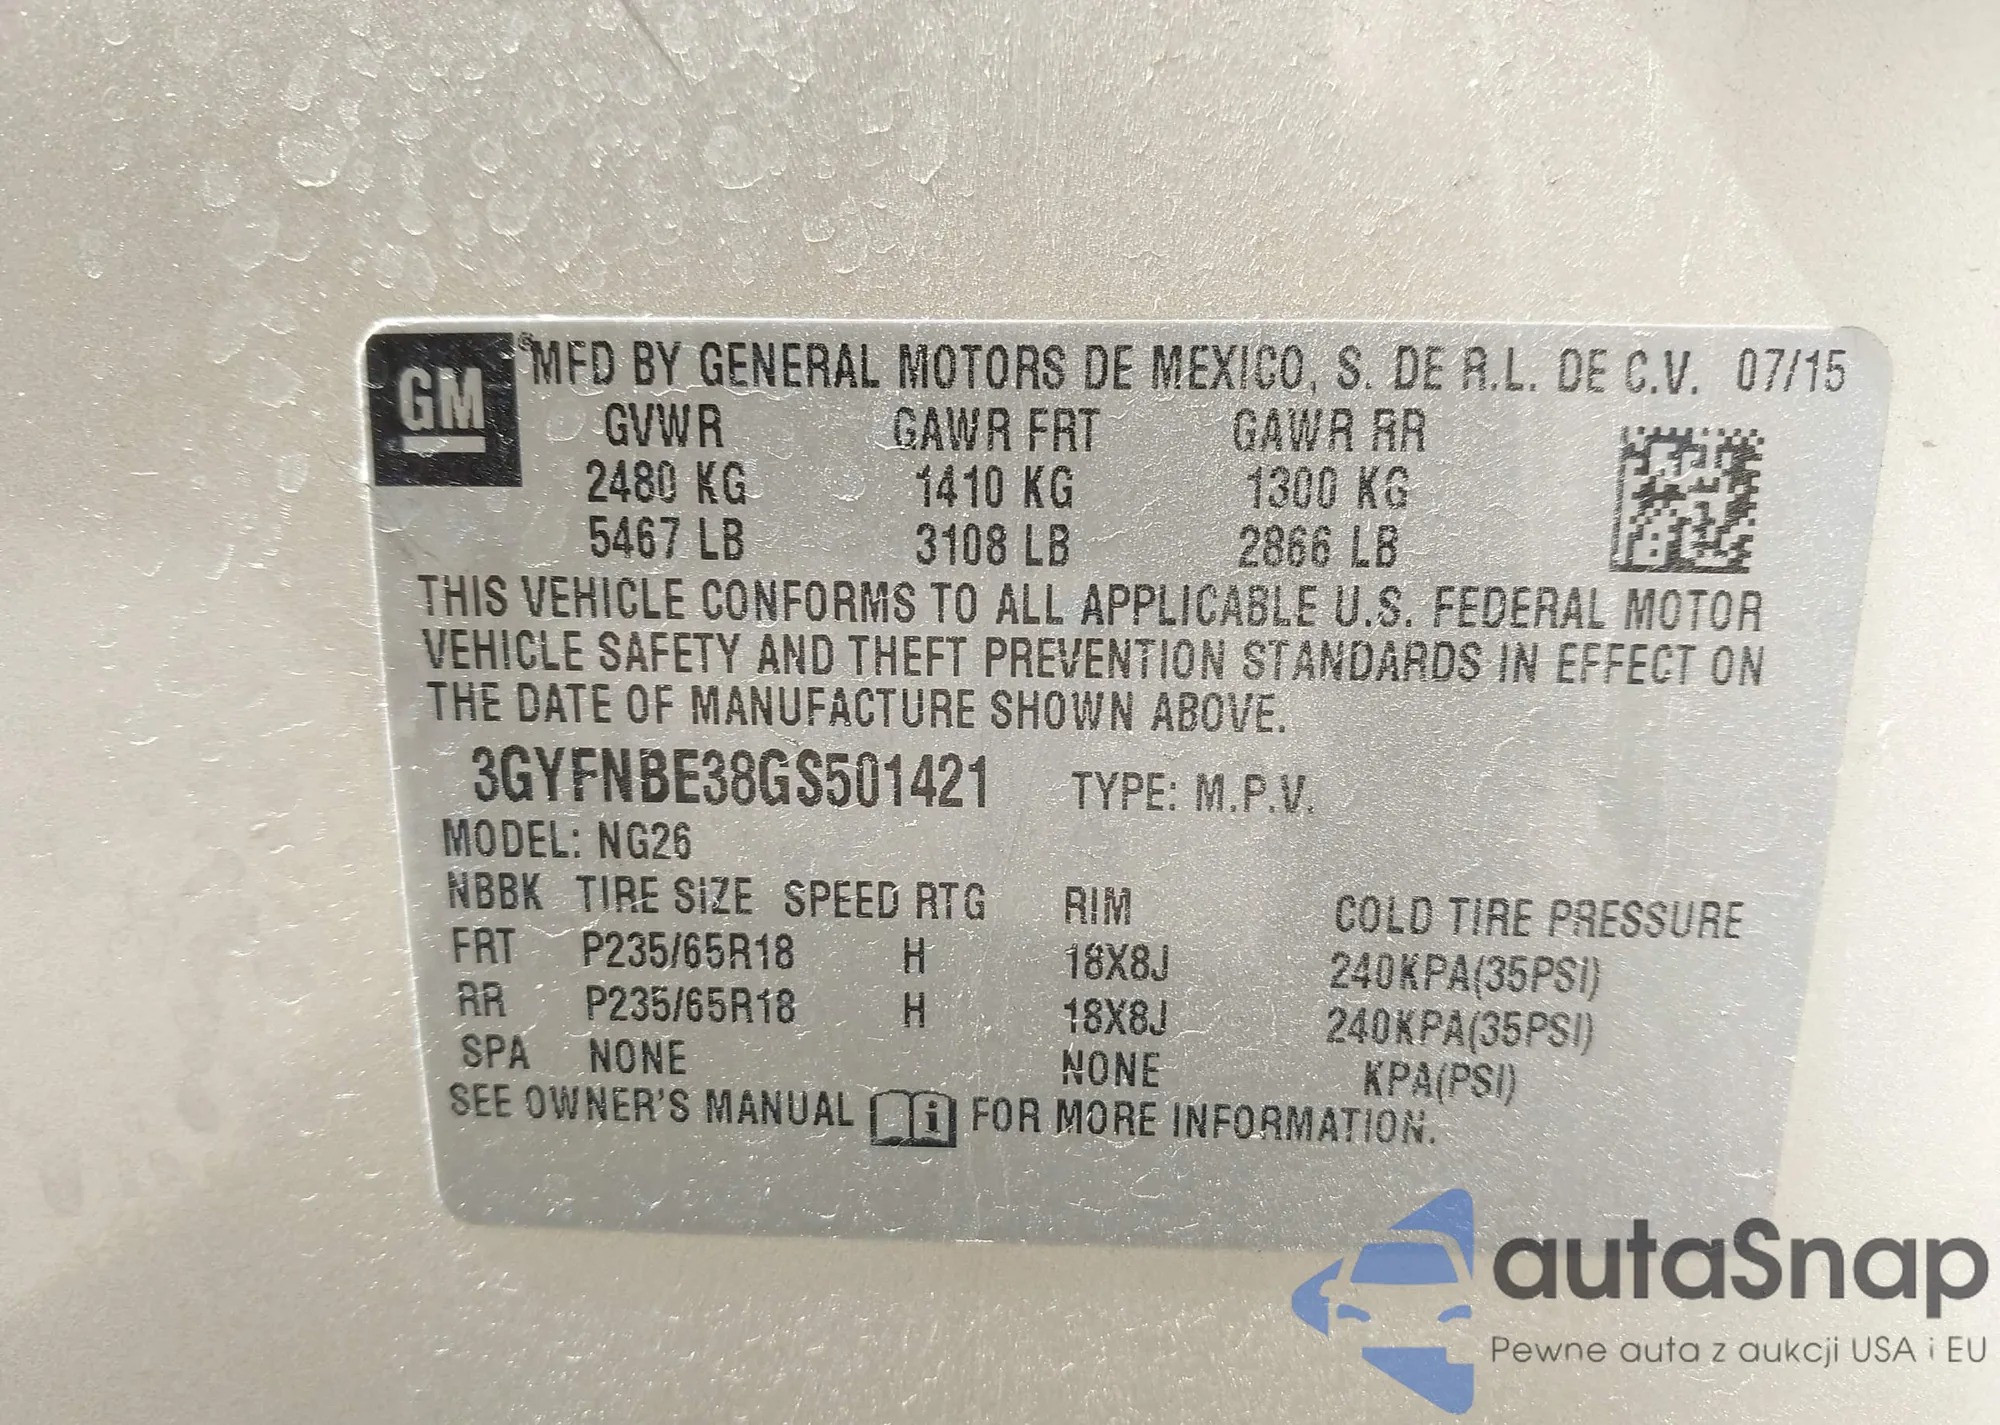 GM
MFD BY GENERAL MOTORS DE MEXICO, S. DE R.L. DE C.V. 07/15
GVWR GAWR FRT GAWR RR
2480 KG 1410 KG 1300 KG
5467 LB 3108 LB 2866 LB
THIS VEHICLE CONFORMS TO ALL APPLICABLE U.S. FEDERAL MOTOR
VEHICLE SAFETY AND THEFT PREVENTION STANDARDS IN EFFECT ON
THE DATE OF MANUFACTURE SHOWN ABOVE.
3GYFNBE38GS501421 TYPE: M.P.V.
MODEL: NG26
NBBK TIRE SIZE SPEED RTG RIM COLD TIRE PRESSURE
FRT P235/65R18 H 18X8J 240KPA(35PSI)
RR P235/65R18 H 18X8J 240KPA(35PSI)
SPA NONE NONE KPA(PSI)
SEE OWNER'S MANUAL FOR MORE INFORMATION.
autaSnap
Pewne auta z aukcji USA i EU